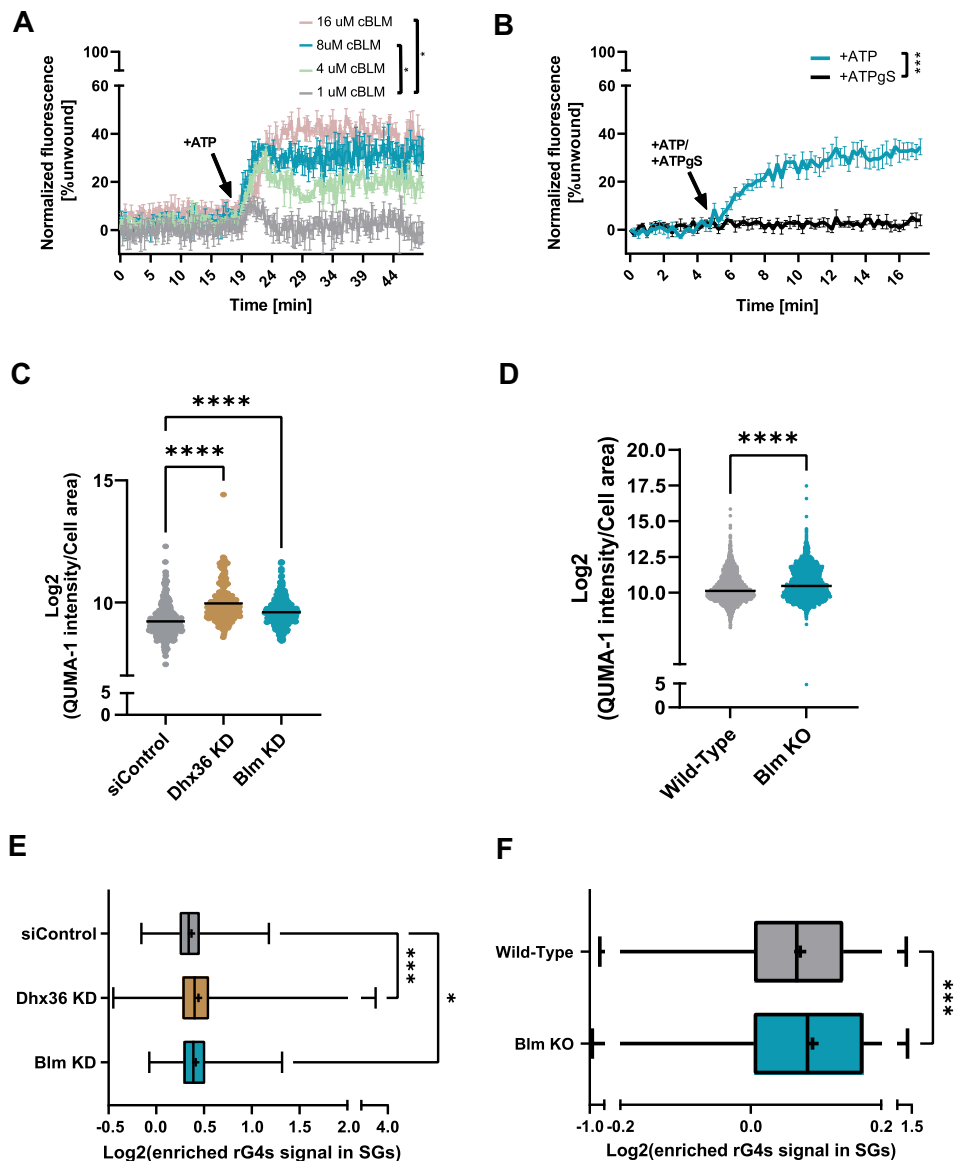 A
16 uM cBLM
8uM cBLM
4 uM cBLM
1 uM cBLM
*
*
Normalized fluorescence
[%unwound]
100
60
40
20
0
+ATP
0 5 10 15 19 24 29 34 39 44
Time [min]
B
+ATP
+ATPgS
***
Normalized fluorescence
[%unwound]
100
60
40
20
0
+ATP/
+ATPgS
0 2 4 6 8 10 12 14 16
Time [min]
C
****
****
Log2
(QUMA-1 intensity/Cell area)
15
10
5
0
siControl
Dhx36 KD
Blm KD
D
****
Log2
(QUMA-1 intensity/Cell area)
20.0
17.5
15.0
12.5
10.0
5
0
Wild-Type
Blm KO
E
siControl
Dhx36 KD
Blm KD
***
*
-0.5 0.0 0.5 1.0 1.5 2.0 4.0
Log2(enriched rG4s signal in SGs)
F
Wild-Type
Blm KO
***
-1.0 -0.2 0.0 0.2 1.5
Log2(enriched rG4s signal in SGs)